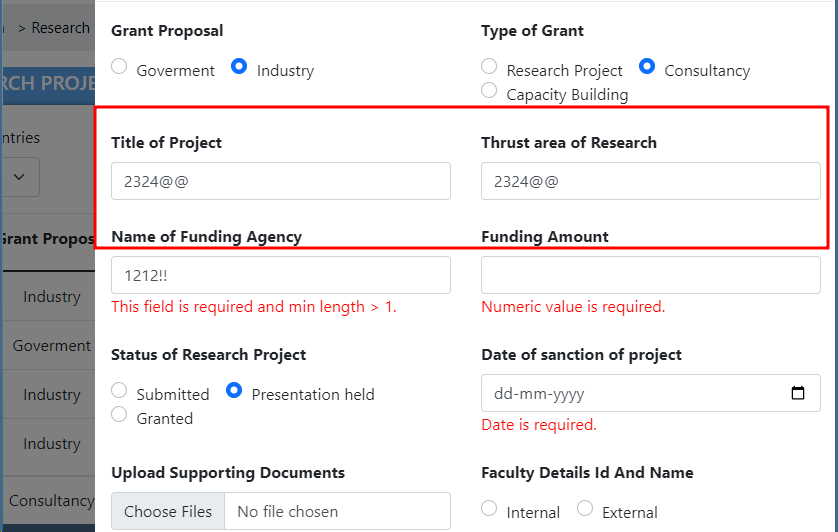 > Research
RCH PROJE
ntries
Grant Propos
Industry
Goverment
Industry
Industry
Consultancy
Grant Proposal
Type of Grant
Goverment Industry
Research Project Consultancy
Capacity Building
Title of Project
Thrust area of Research
2324@@
2324@@
Name of Funding Agency
Funding Amount
1212!!
This field is required and min length > 1.
Numeric value is required.
Status of Research Project
Date of sanction of project
Submitted Presentation held
Granted
dd-mm-yyyy
Date is required.
Upload Supporting Documents
Faculty Details Id And Name
Choose Files No file chosen
Internal External